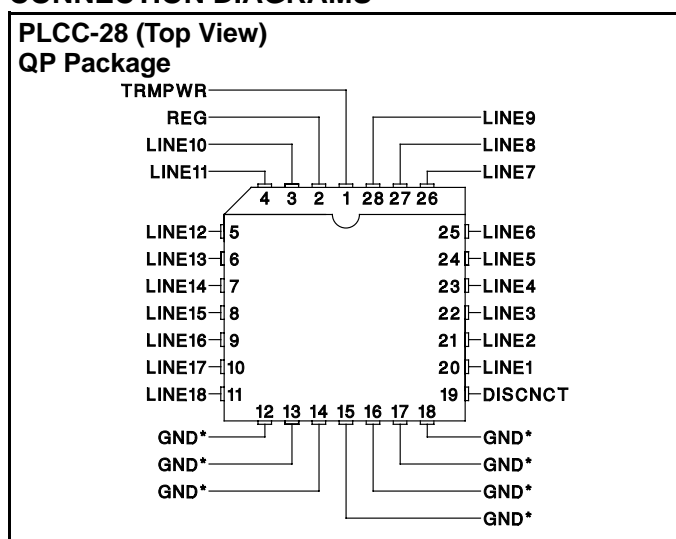 CONNECTION DIAGRAMS
PLCC-28 (Top View)
QP Package
TRMPWR
REG
LINE10
LINE11
LINE9
LINE8
LINE7
4 3 2 1 28 27 26
LINE12 5
LINE13 6
LINE14 7
LINE15 8
LINE16 9
LINE17 10
LINE18 11
25 LINE6
24 LINE5
23 LINE4
22 LINE3
21 LINE2
20 LINE1
19 DISCNCT
12 13 14 15 16 17 18
GND*
GND*
GND*
GND*
GND*
GND*
GND*